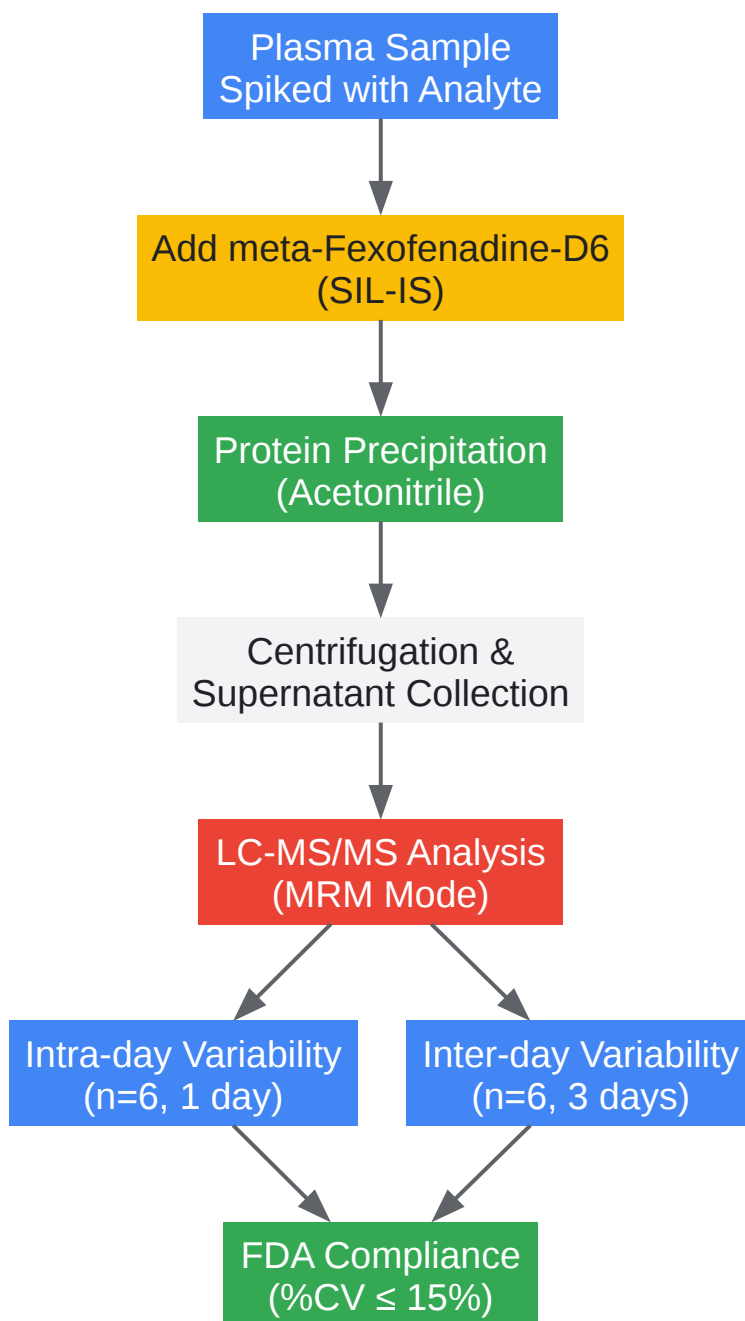 Plasma Sample
Spiked with Analyte
Add meta-Fexofenadine-D6
(SIL-IS)
Protein Precipitation
(Acetonitrile)
Centrifugation &
Supernatant Collection
LC-MS/MS Analysis
(MRM Mode)
Intra-day Variability
(n=6, 1 day)
Inter-day Variability
(n=6, 3 days)
FDA Compliance
(%CV ≤ 15%)